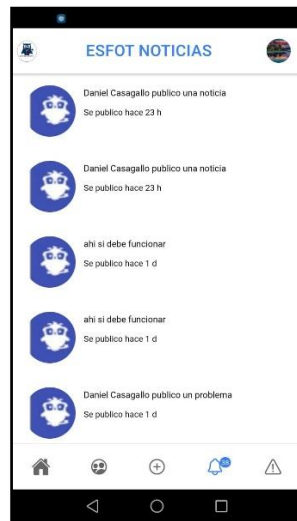 ESFOT NOTICIAS
Daniel Casagallo publico una noticia
Se publico hace 23 h
Daniel Casagallo publico una noticia
Se publico hace 23 h
ahi si debe funcionar
Se publico hace 1 d
ahi si debe funcionar
Se publico hace 1 d
Daniel Casagallo publico un problema
Se publico hace 1 d